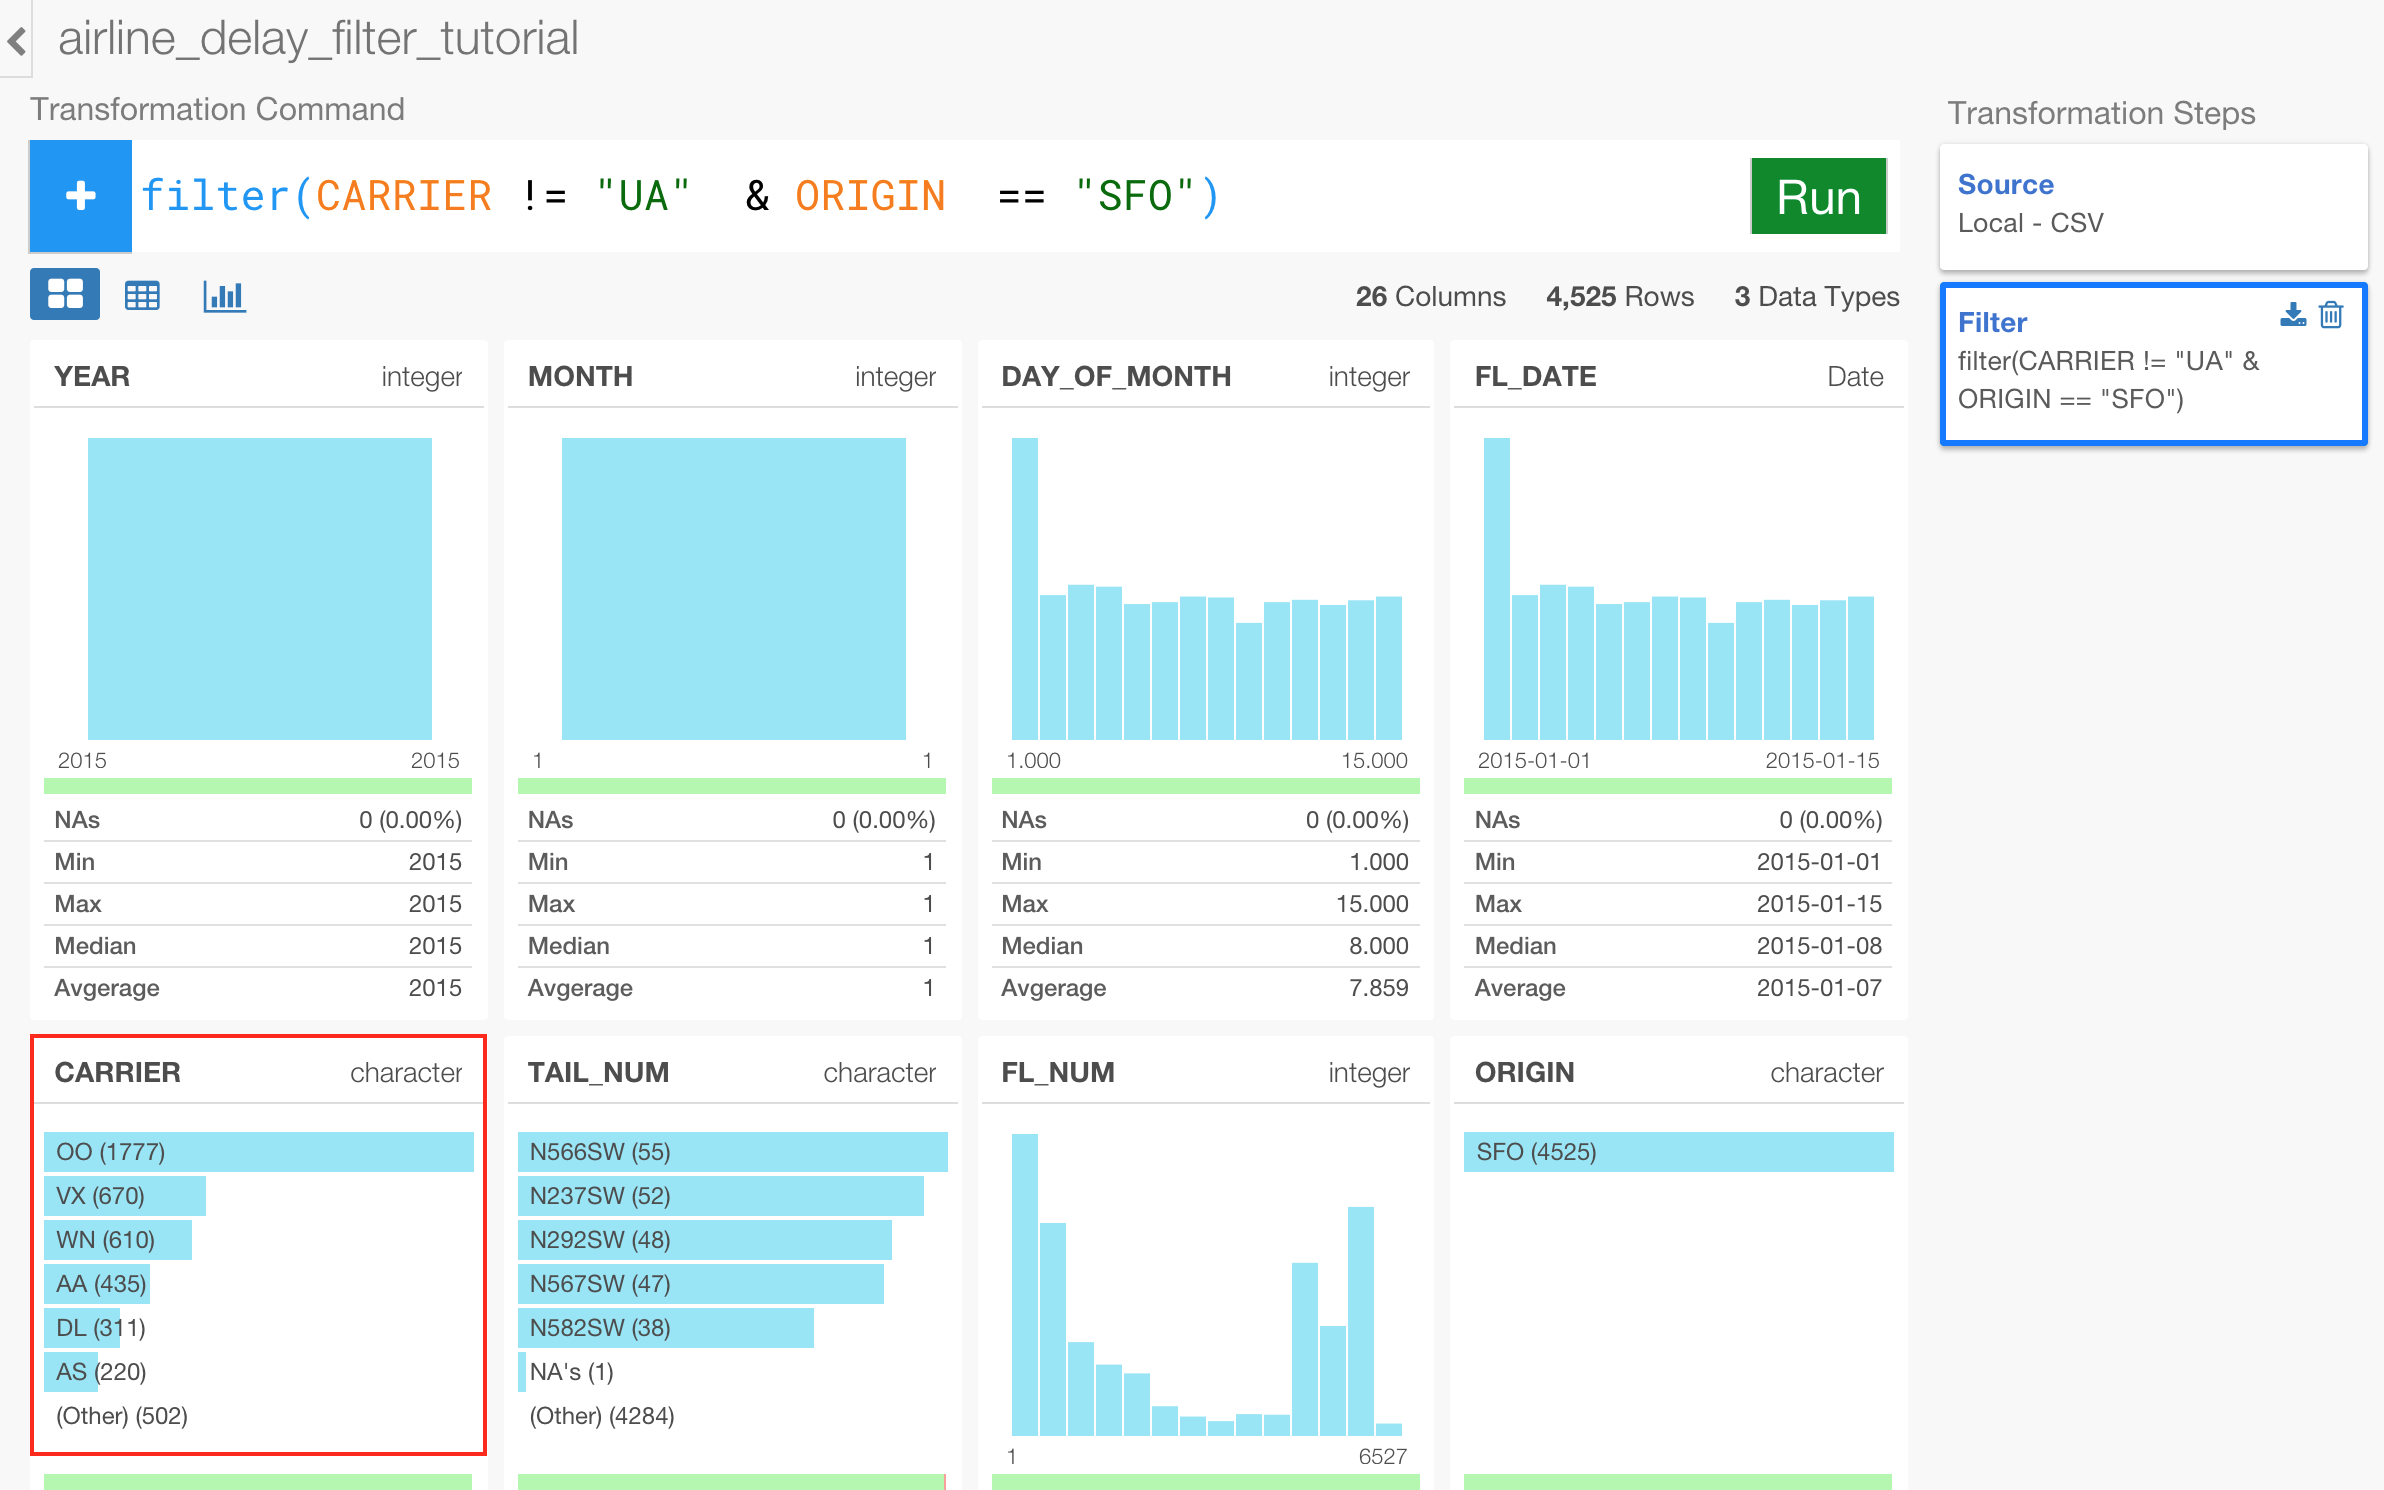 airline_delay_filter_tutorial
Transformation Command
Transformation Steps
+ filter(CARRIER != "UA" & ORIGIN == "SFO")
Run
Source
Local - CSV
26 Columns 4,525 Rows 3 Data Types
Filter
filter(CARRIER != "UA" &
ORIGIN == "SFO")
YEAR integer
2015 2015
NAs 0 (0.00%)
Min 2015
Max 2015
Median 2015
Avgerage 2015
MONTH integer
1 1
NAs 0 (0.00%)
Min 1
Max 1
Median 1
Avgerage 1
DAY_OF_MONTH integer
1.000 15.000
NAs 0 (0.00%)
Min 1.000
Max 15.000
Median 8.000
Avgerage 7.859
FL_DATE Date
2015-01-01 2015-01-15
NAs 0 (0.00%)
Min 2015-01-01
Max 2015-01-15
Median 2015-01-08
Average 2015-01-07
CARRIER character
OO (1777)
VX (670)
WN (610)
AA (435)
DL (311)
AS (220)
(Other) (502)
TAIL_NUM character
N566SW (55)
N237SW (52)
N292SW (48)
N567SW (47)
N582SW (38)
NA's (1)
(Other) (4284)
FL_NUM integer
1 6527
ORIGIN character
SFO (4525)